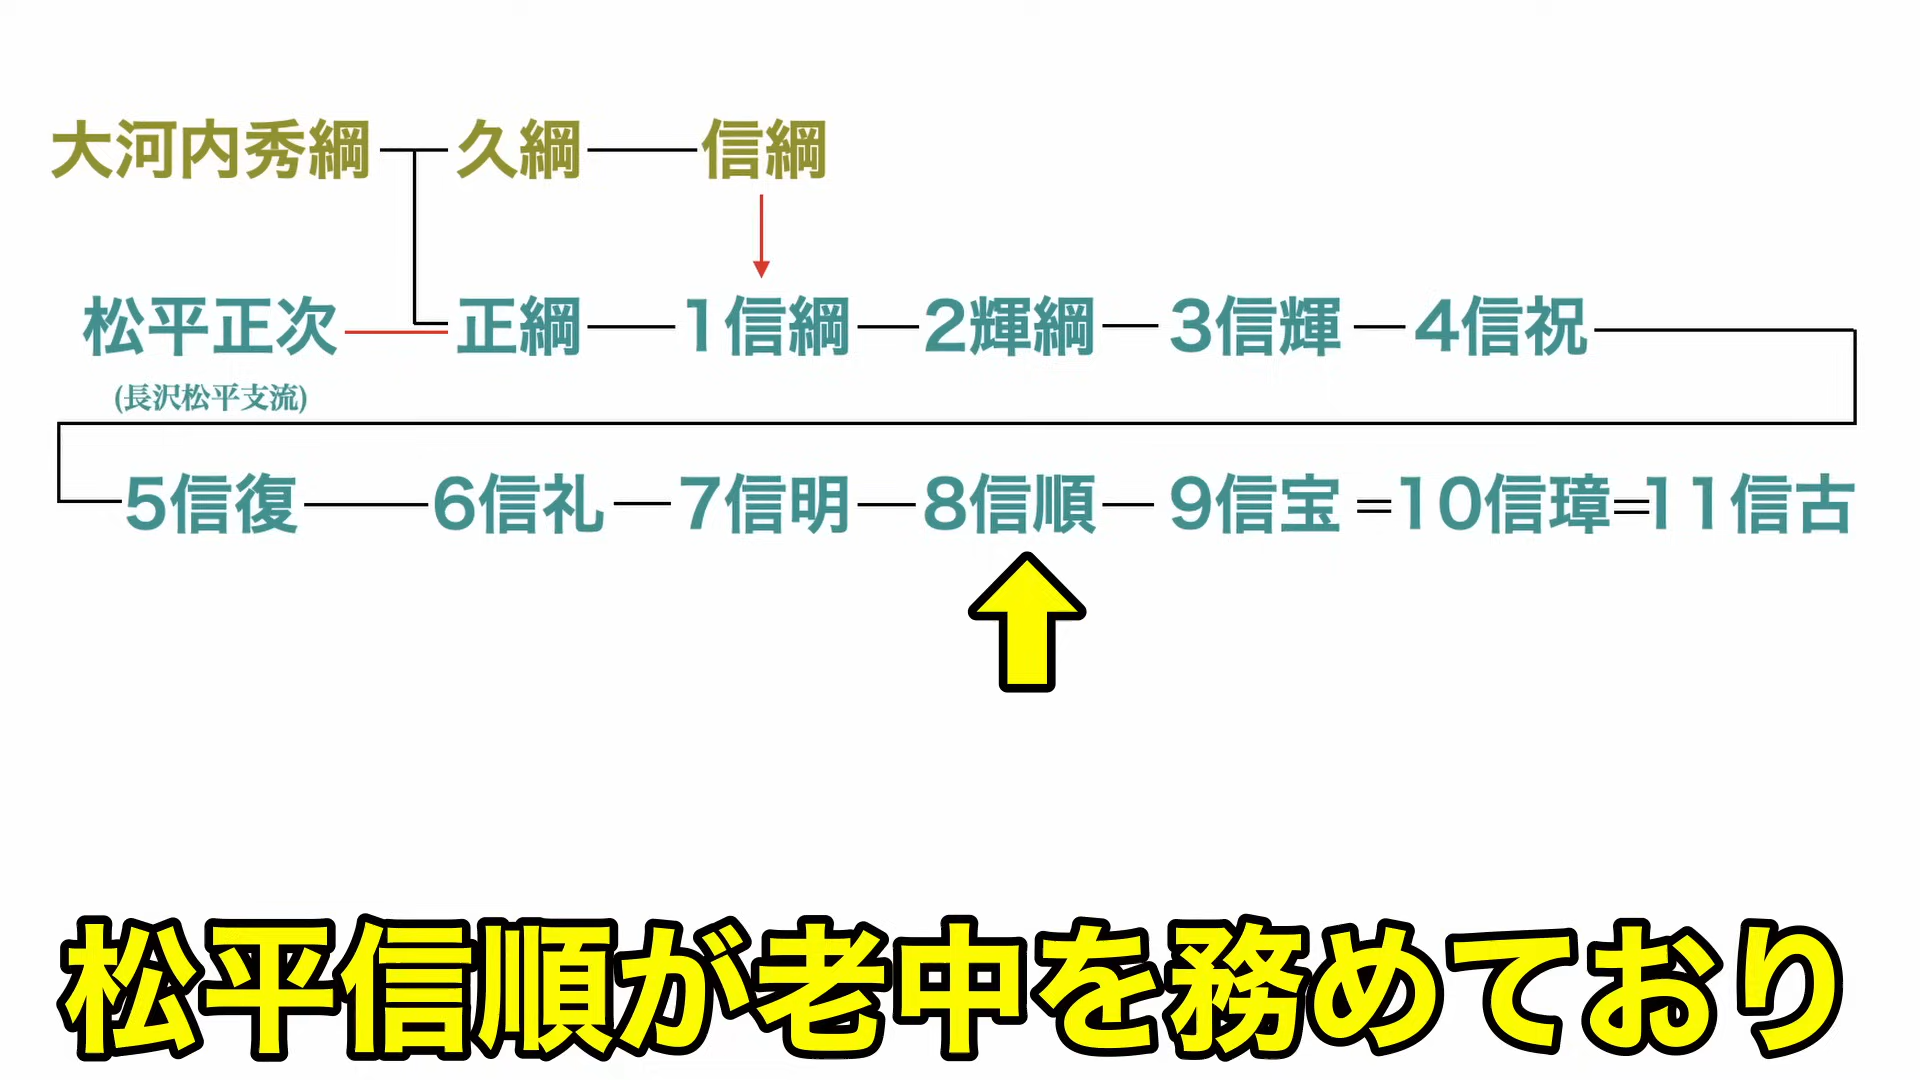 大河内秀綱 久綱 信綱
松平正次 正綱 1信綱 2輝綱 3信輝 4信祝
(長沢松平支流)
5信復 6信礼 7信明 8信順 9信宝 10信璋 11信古
松平信順が老中を務めており